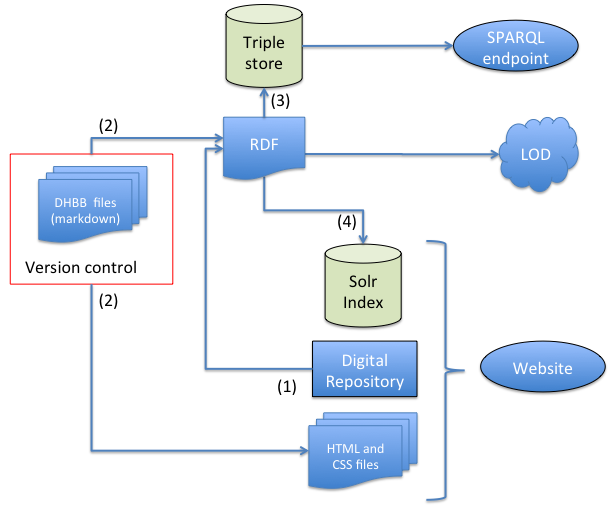 Triple
store
SPARQL
endpoint
(3)
(2)
RDF
LOD
DHBB files
(markdown)
(4)
Version control
Solr
Index
(2)
Digital
Repository
(1)
Website
HTML and
CSS files